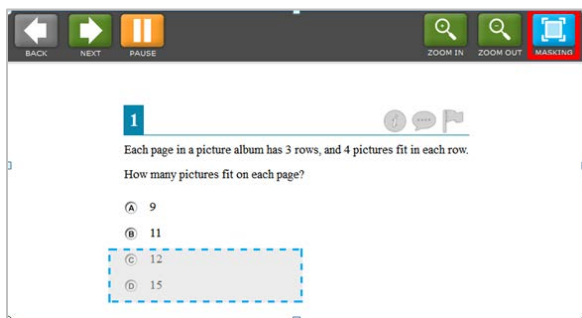 BACK NEXT PAUSE ZOOM IN ZOOM OUT MASKING
1
Each page in a picture album has 3 rows, and 4 pictures fit in each row.
How many pictures fit on each page?
A 9
B 11
C 12
D 15